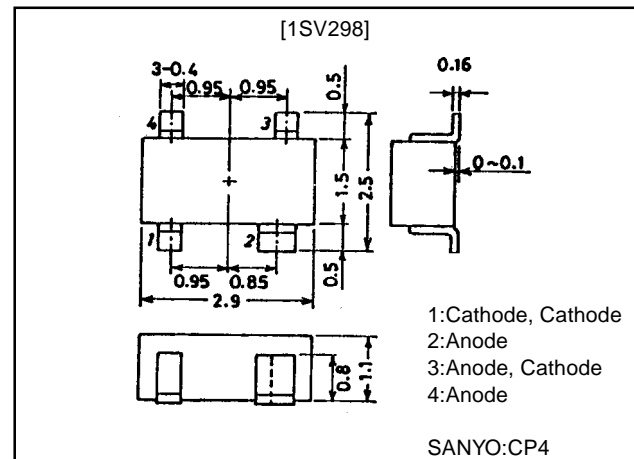 [1SV298]
3-0.4
0.95 0.95
0.5
0.16
4 3
1.5
2.5
0~0.1
1 2
0.95 0.85
0.5
2.9
0.8
1.1
1:Cathode, Cathode
2:Anode
3:Anode, Cathode
4:Anode
SANYO:CP4